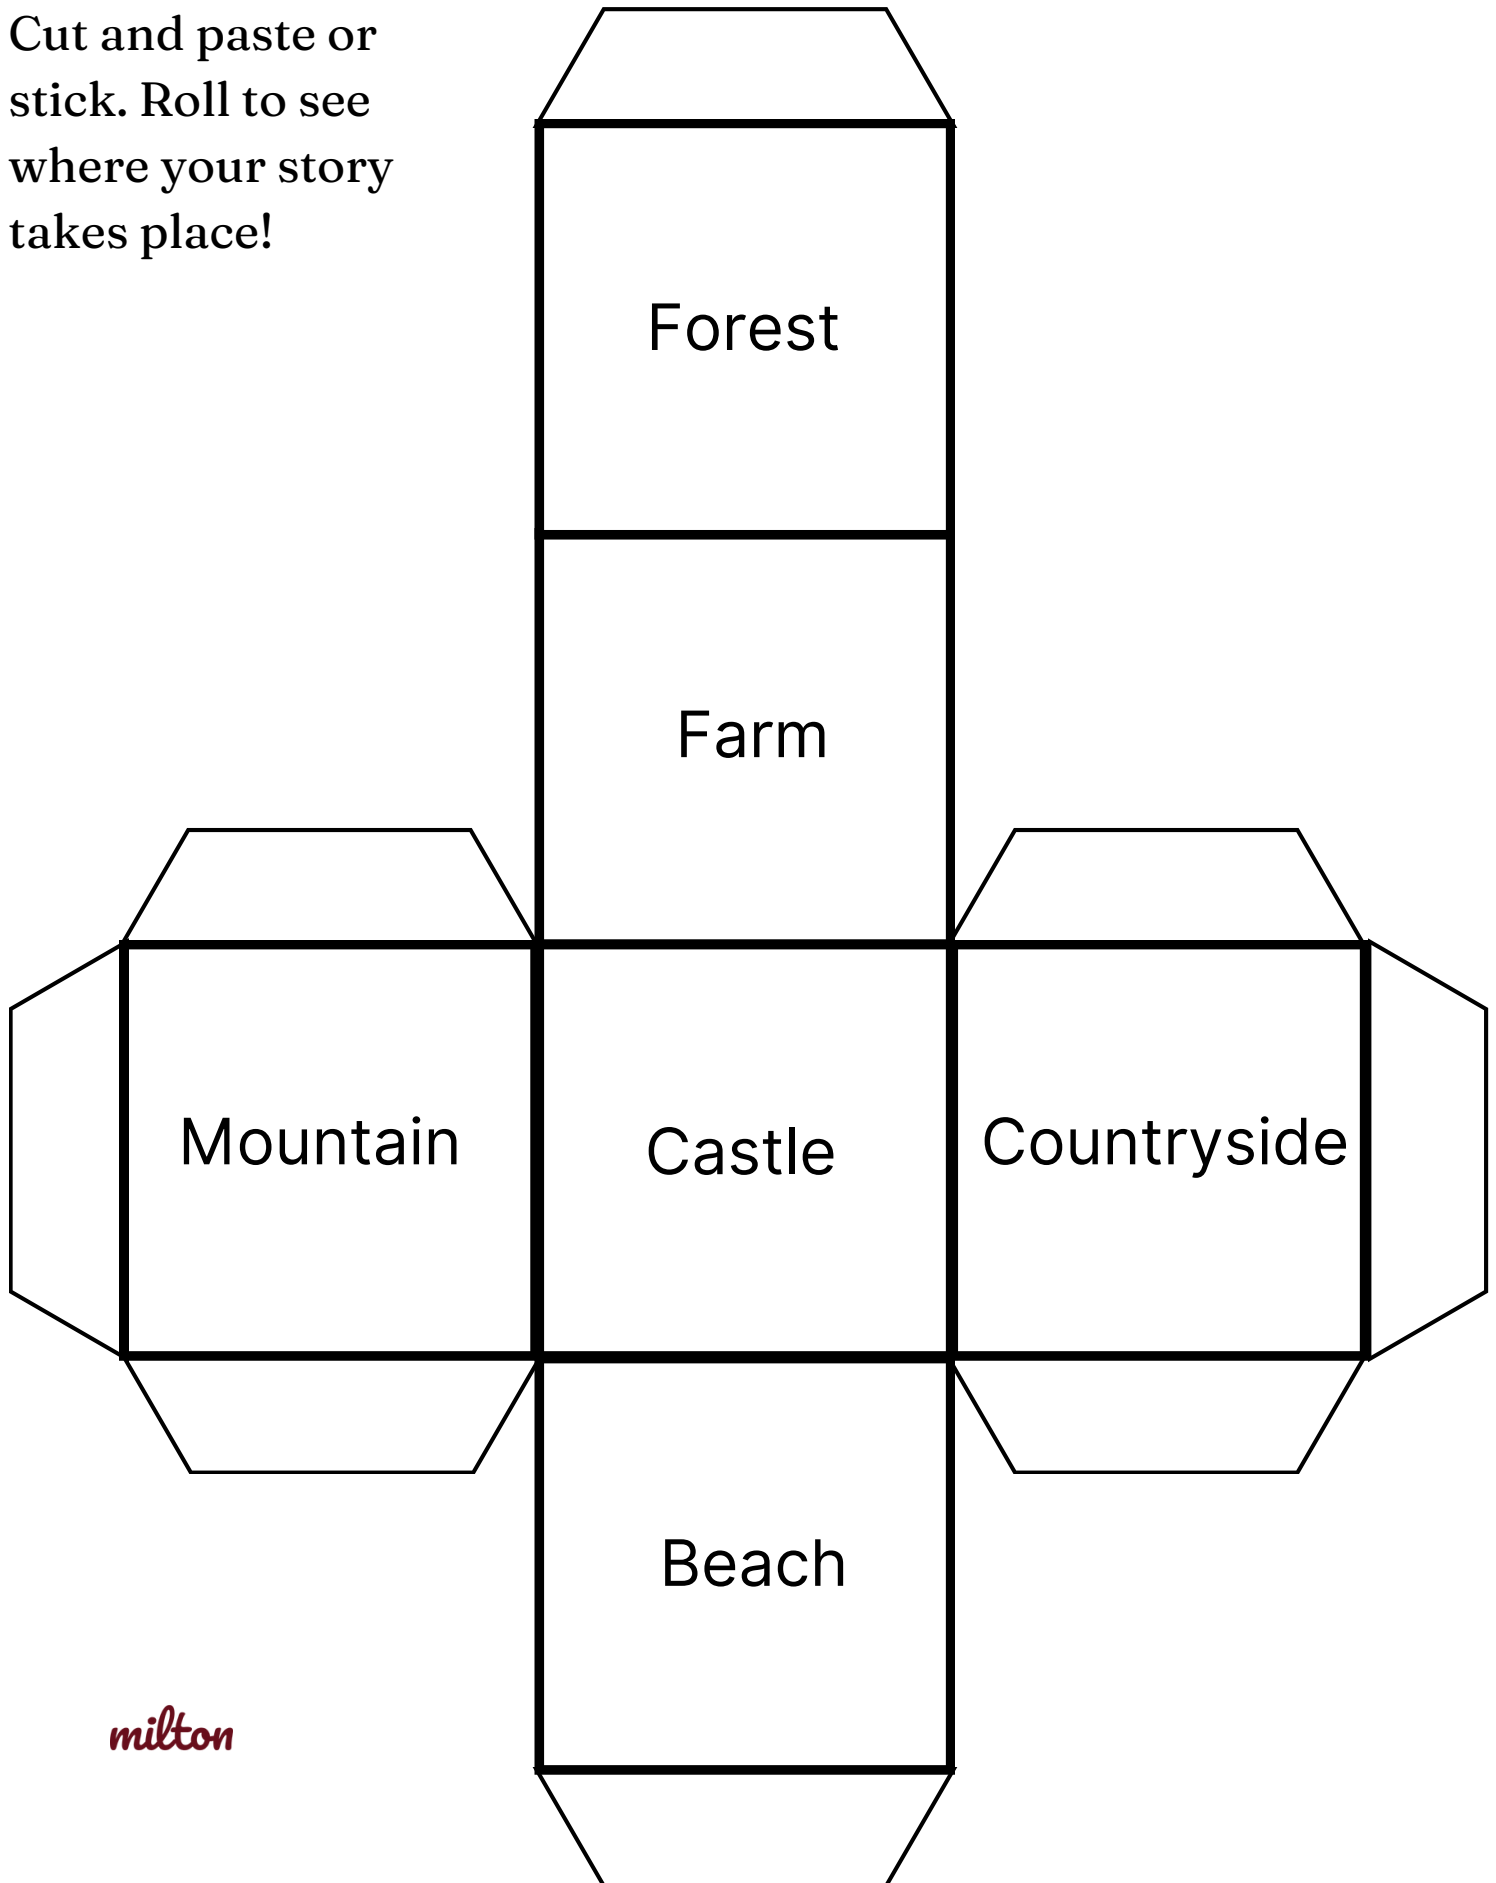 Cut and paste or
stick. Roll to see
where your story
takes place!
Forest
Farm
Mountain
Castle
Countryside
Beach
milton